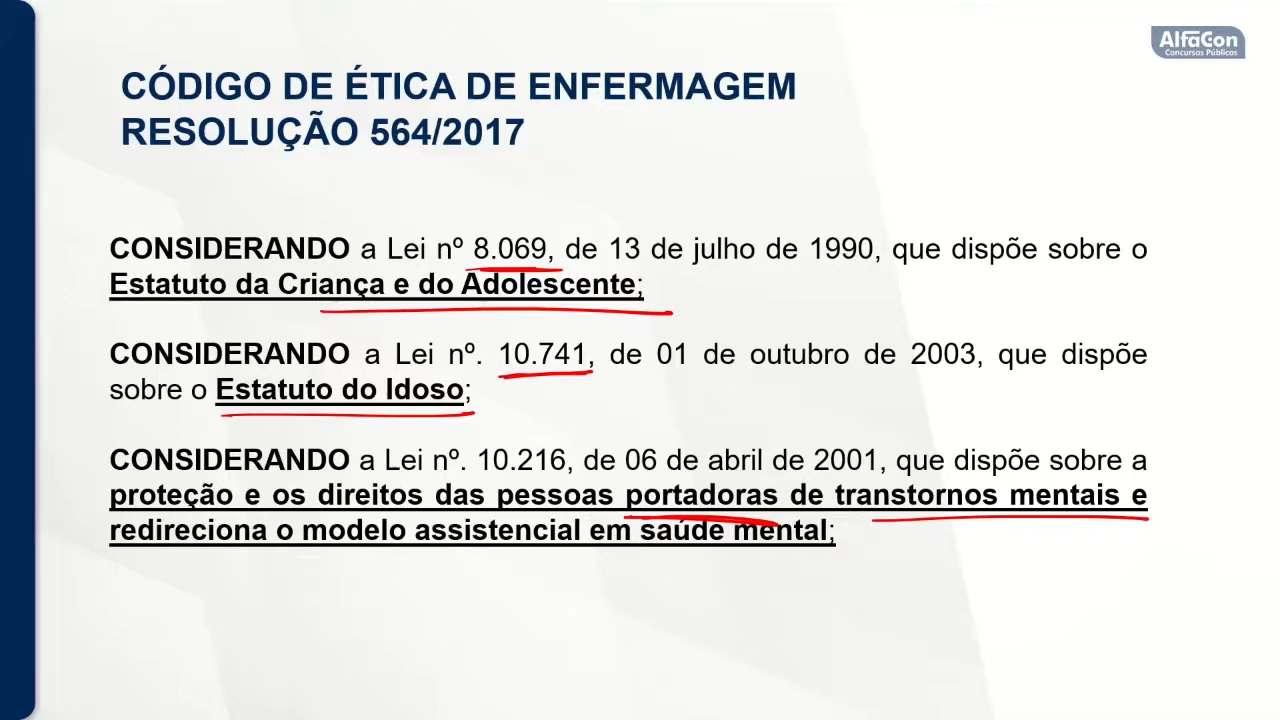 AlfaCon
Concursos Públicos
CÓDIGO DE ÉTICA DE ENFERMAGEM
RESOLUÇÃO 564/2017
CONSIDERANDO a Lei nº 8.069, de 13 de julho de 1990, que dispõe sobre o
Estatuto da Criança e do Adolescente;
CONSIDERANDO a Lei nº. 10.741, de 01 de outubro de 2003, que dispõe
sobre o Estatuto do Idoso;
CONSIDERANDO a Lei nº. 10.216, de 06 de abril de 2001, que dispõe sobre a
proteção e os direitos das pessoas portadoras de transtornos mentais e
redireciona o modelo assistencial em saúde mental;